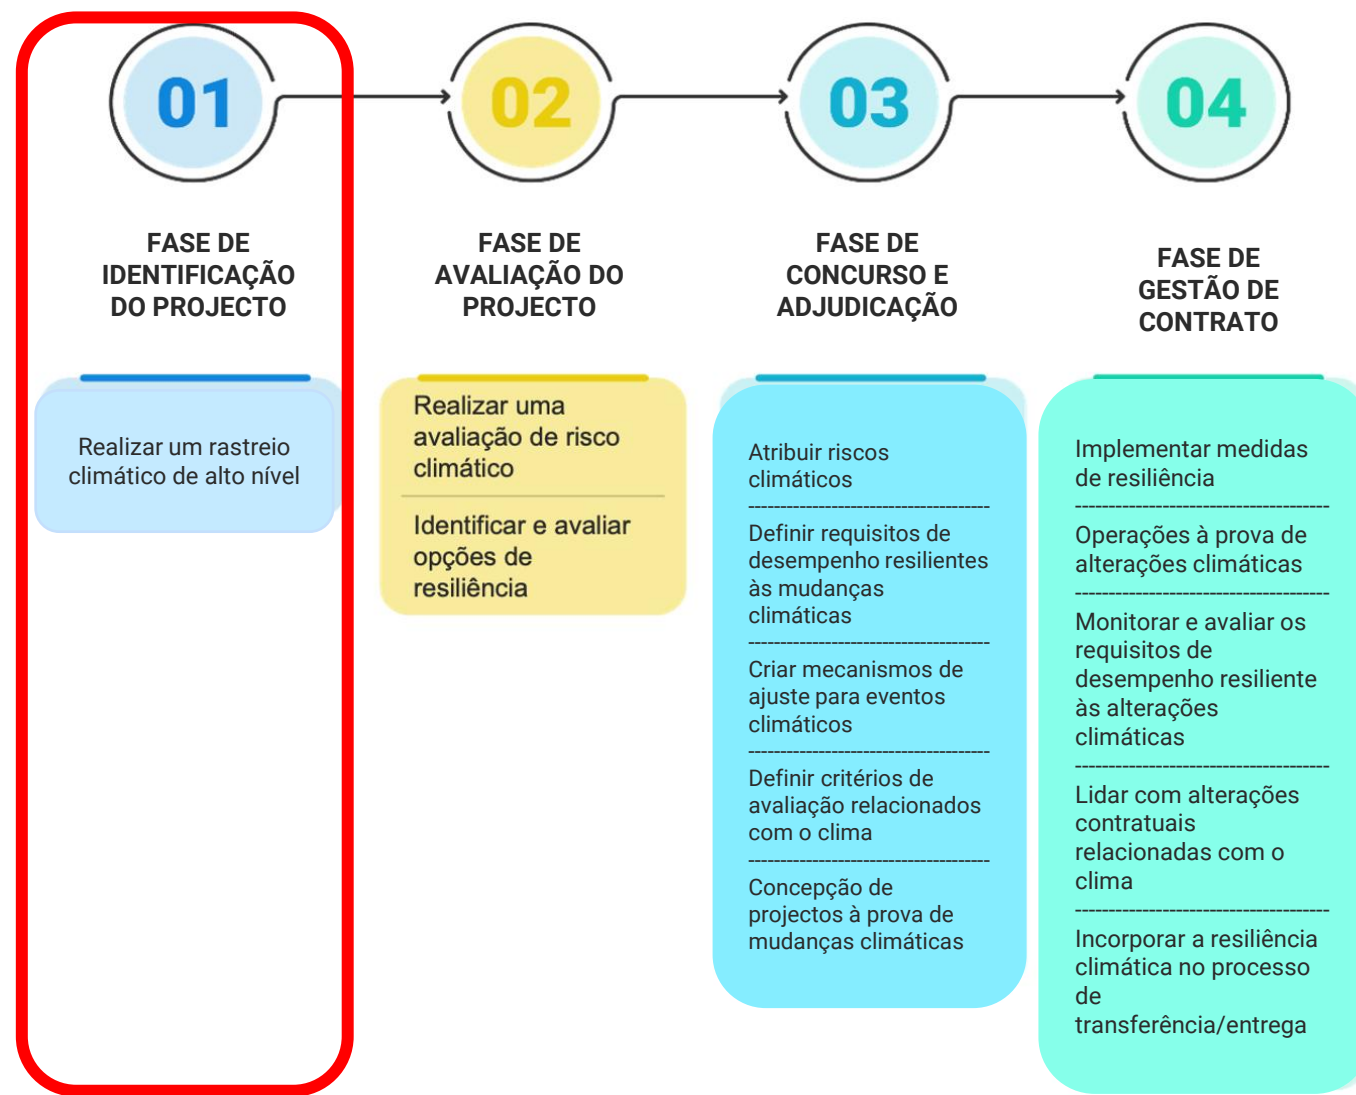 01
02
03
04
FASE DE
IDENTIFICAÇÃO
DO PROJECTO
FASE DE
AVALIAÇÃO DO
PROJECTO
FASE DE
CONCURSO E
ADJUDICAÇÃO
FASE DE
GESTÃO DE
CONTRATO
Realizar um rastreio
climático de alto nível
Realizar uma
avaliação de risco
climático
Identificar e avaliar
opções de
resiliência
Atribuir riscos
climáticos
Definir requisitos de
desempenho resilientes
às mudanças
climáticas
Criar mecanismos de
ajuste para eventos
climáticos
Definir critérios de
avaliação relacionados
com o clima
Concepção de
projectos à prova de
mudanças climáticas
Implementar medidas
de resiliência
Operações à prova de
alterações climáticas
Monitorar e avaliar os
requisitos de
desempenho resiliente
às alterações
climáticas
Lidar com alterações
contratuais
relacionadas com o
clima
Incorporar a resiliência
climática no processo
de
transferência/entrega